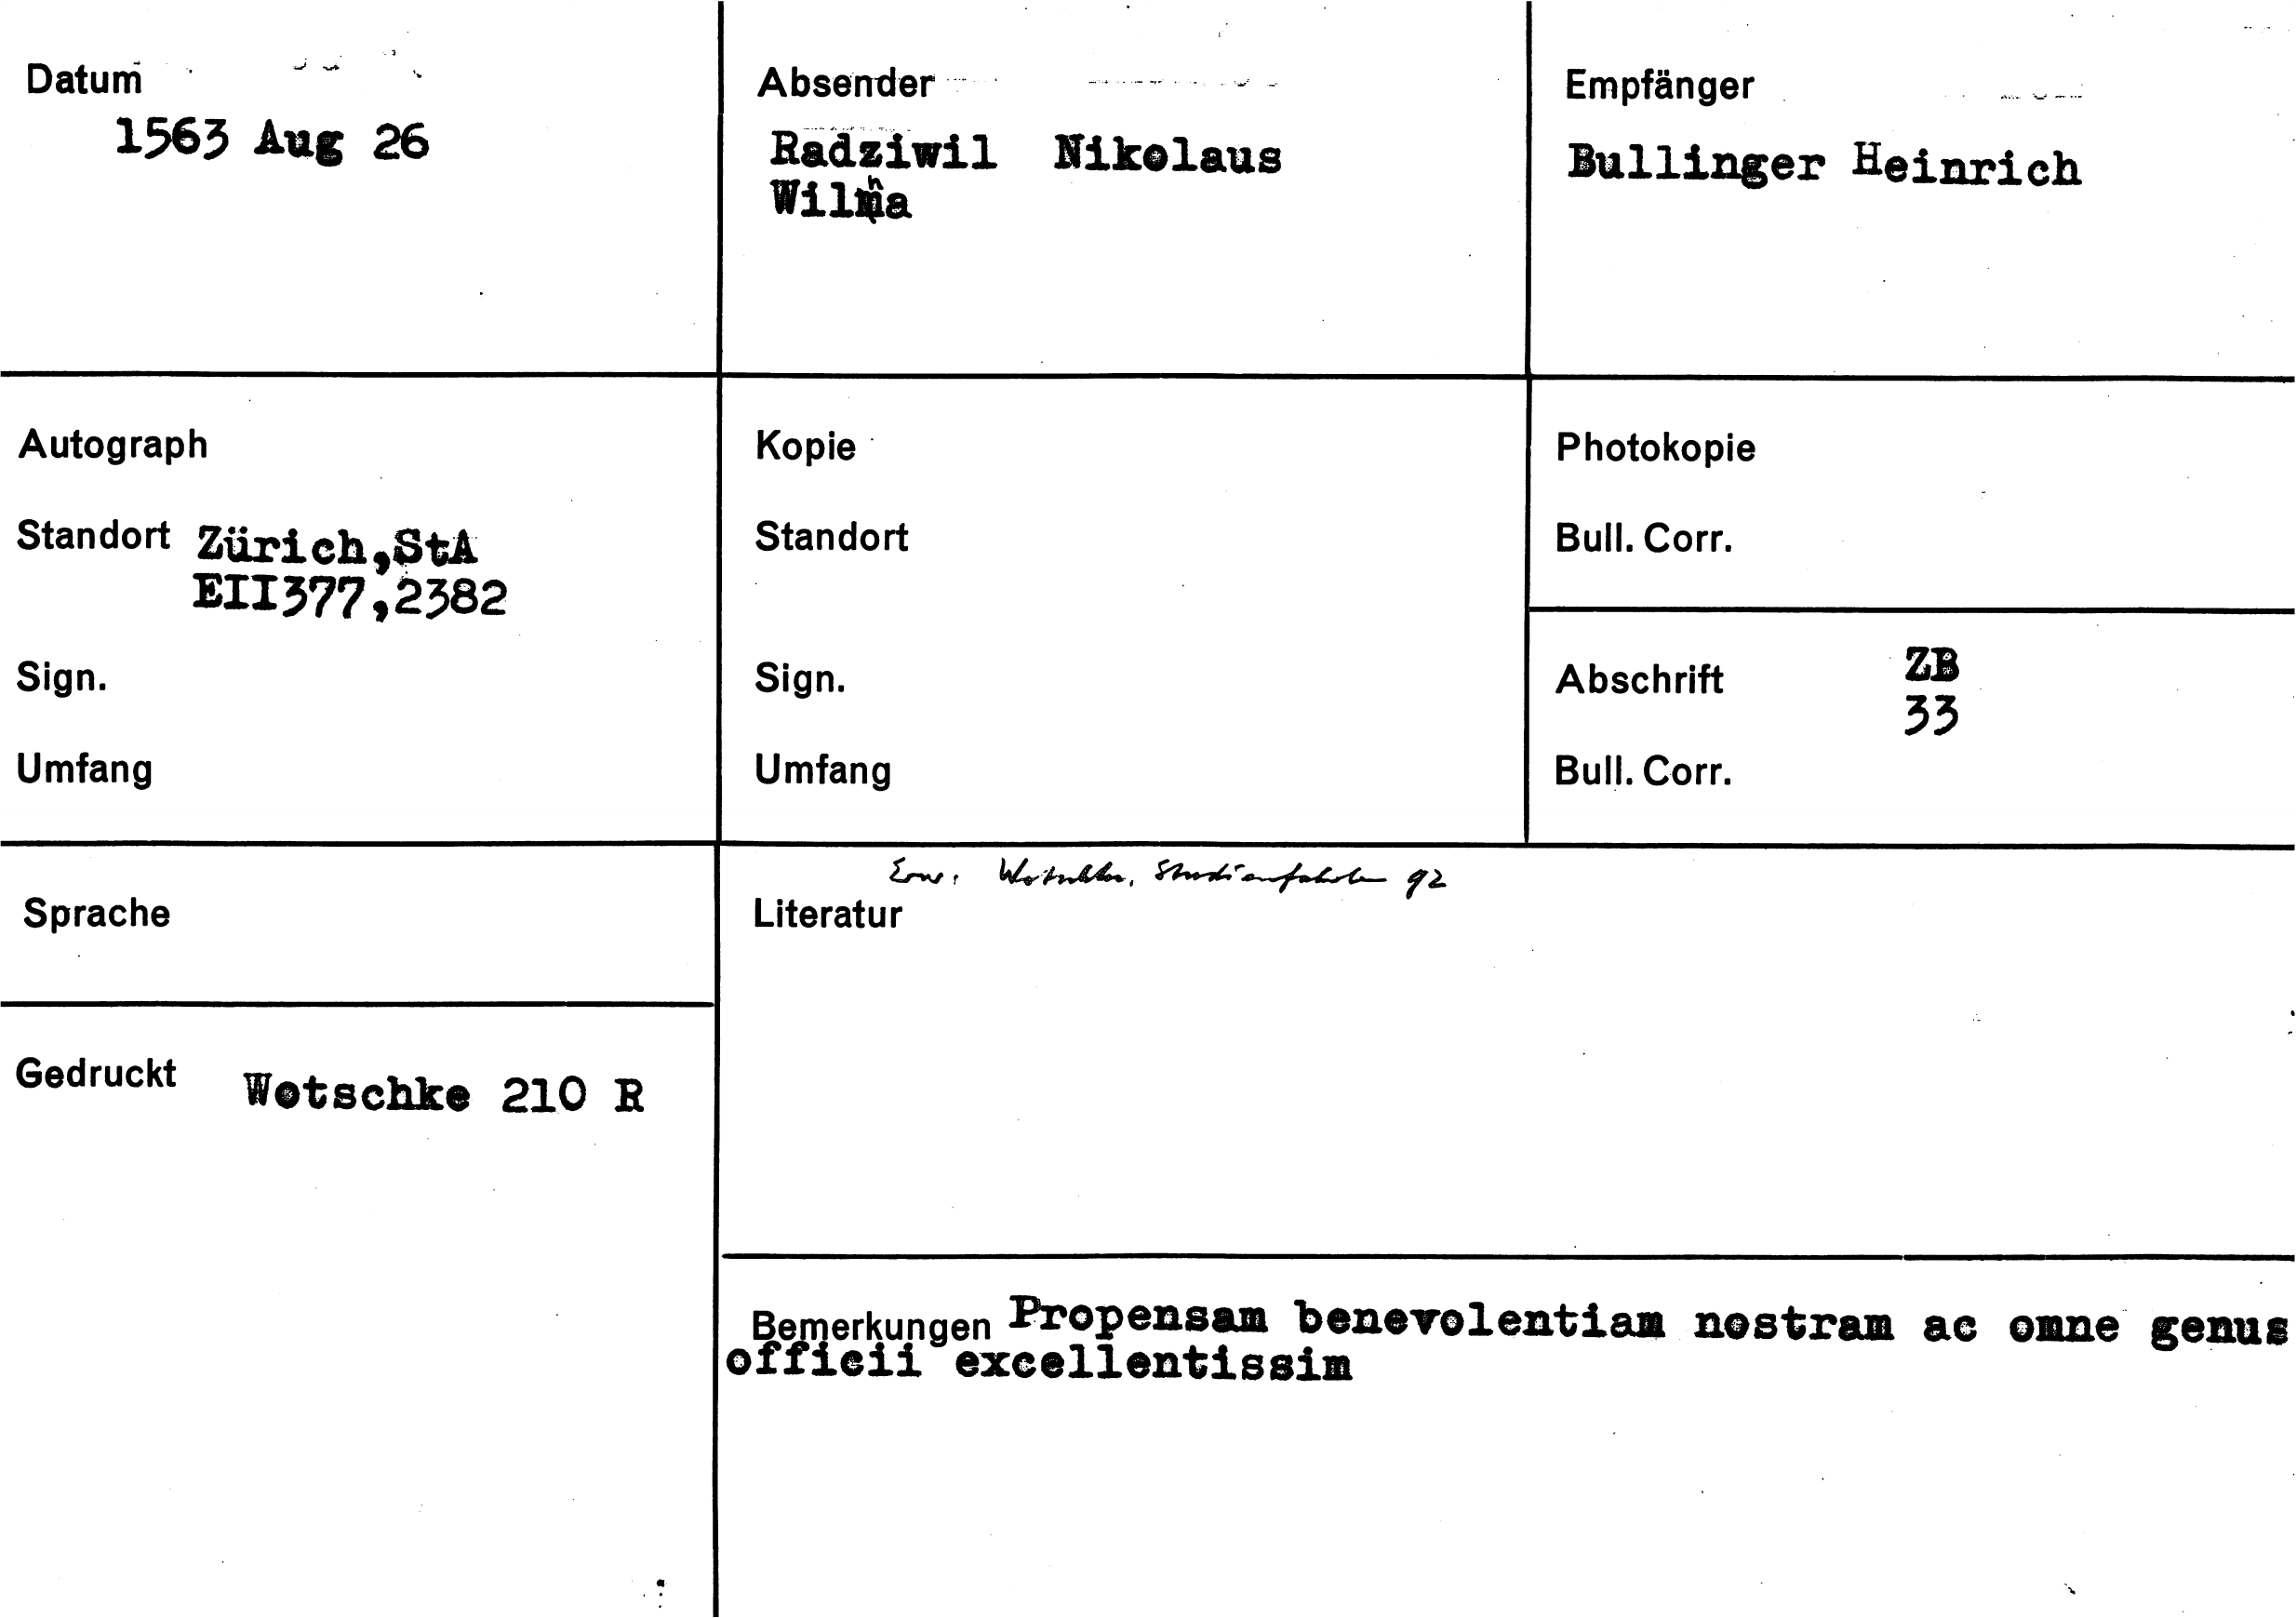 Datum
1563 Aug 26
Absender
Radziwil Nikolaus
Wilna
Empfänger
Bullinger Heinrich
Autograph
Standort Zürich,StA
EII377,2382
Sign.
Umfang
Kopie
Standort
Sign.
Umfang
Photokopie
Bull. Corr.
Abschrift ZB
33
Bull. Corr.
Sprache
Erw. Wotschke, Studienfahrten 92
Literatur
Gedruckt Wotschke 210 R
Bemerkungen Propensam benevolentiam nostram ac omne genus
officii excellentissim